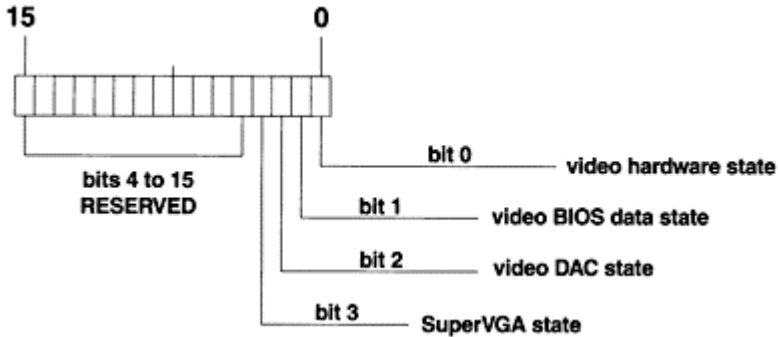 15 0
bit 0 video hardware state
bits 4 to 15
RESERVED
bit 1 video BIOS data state
bit 2 video DAC state
bit 3 SuperVGA state